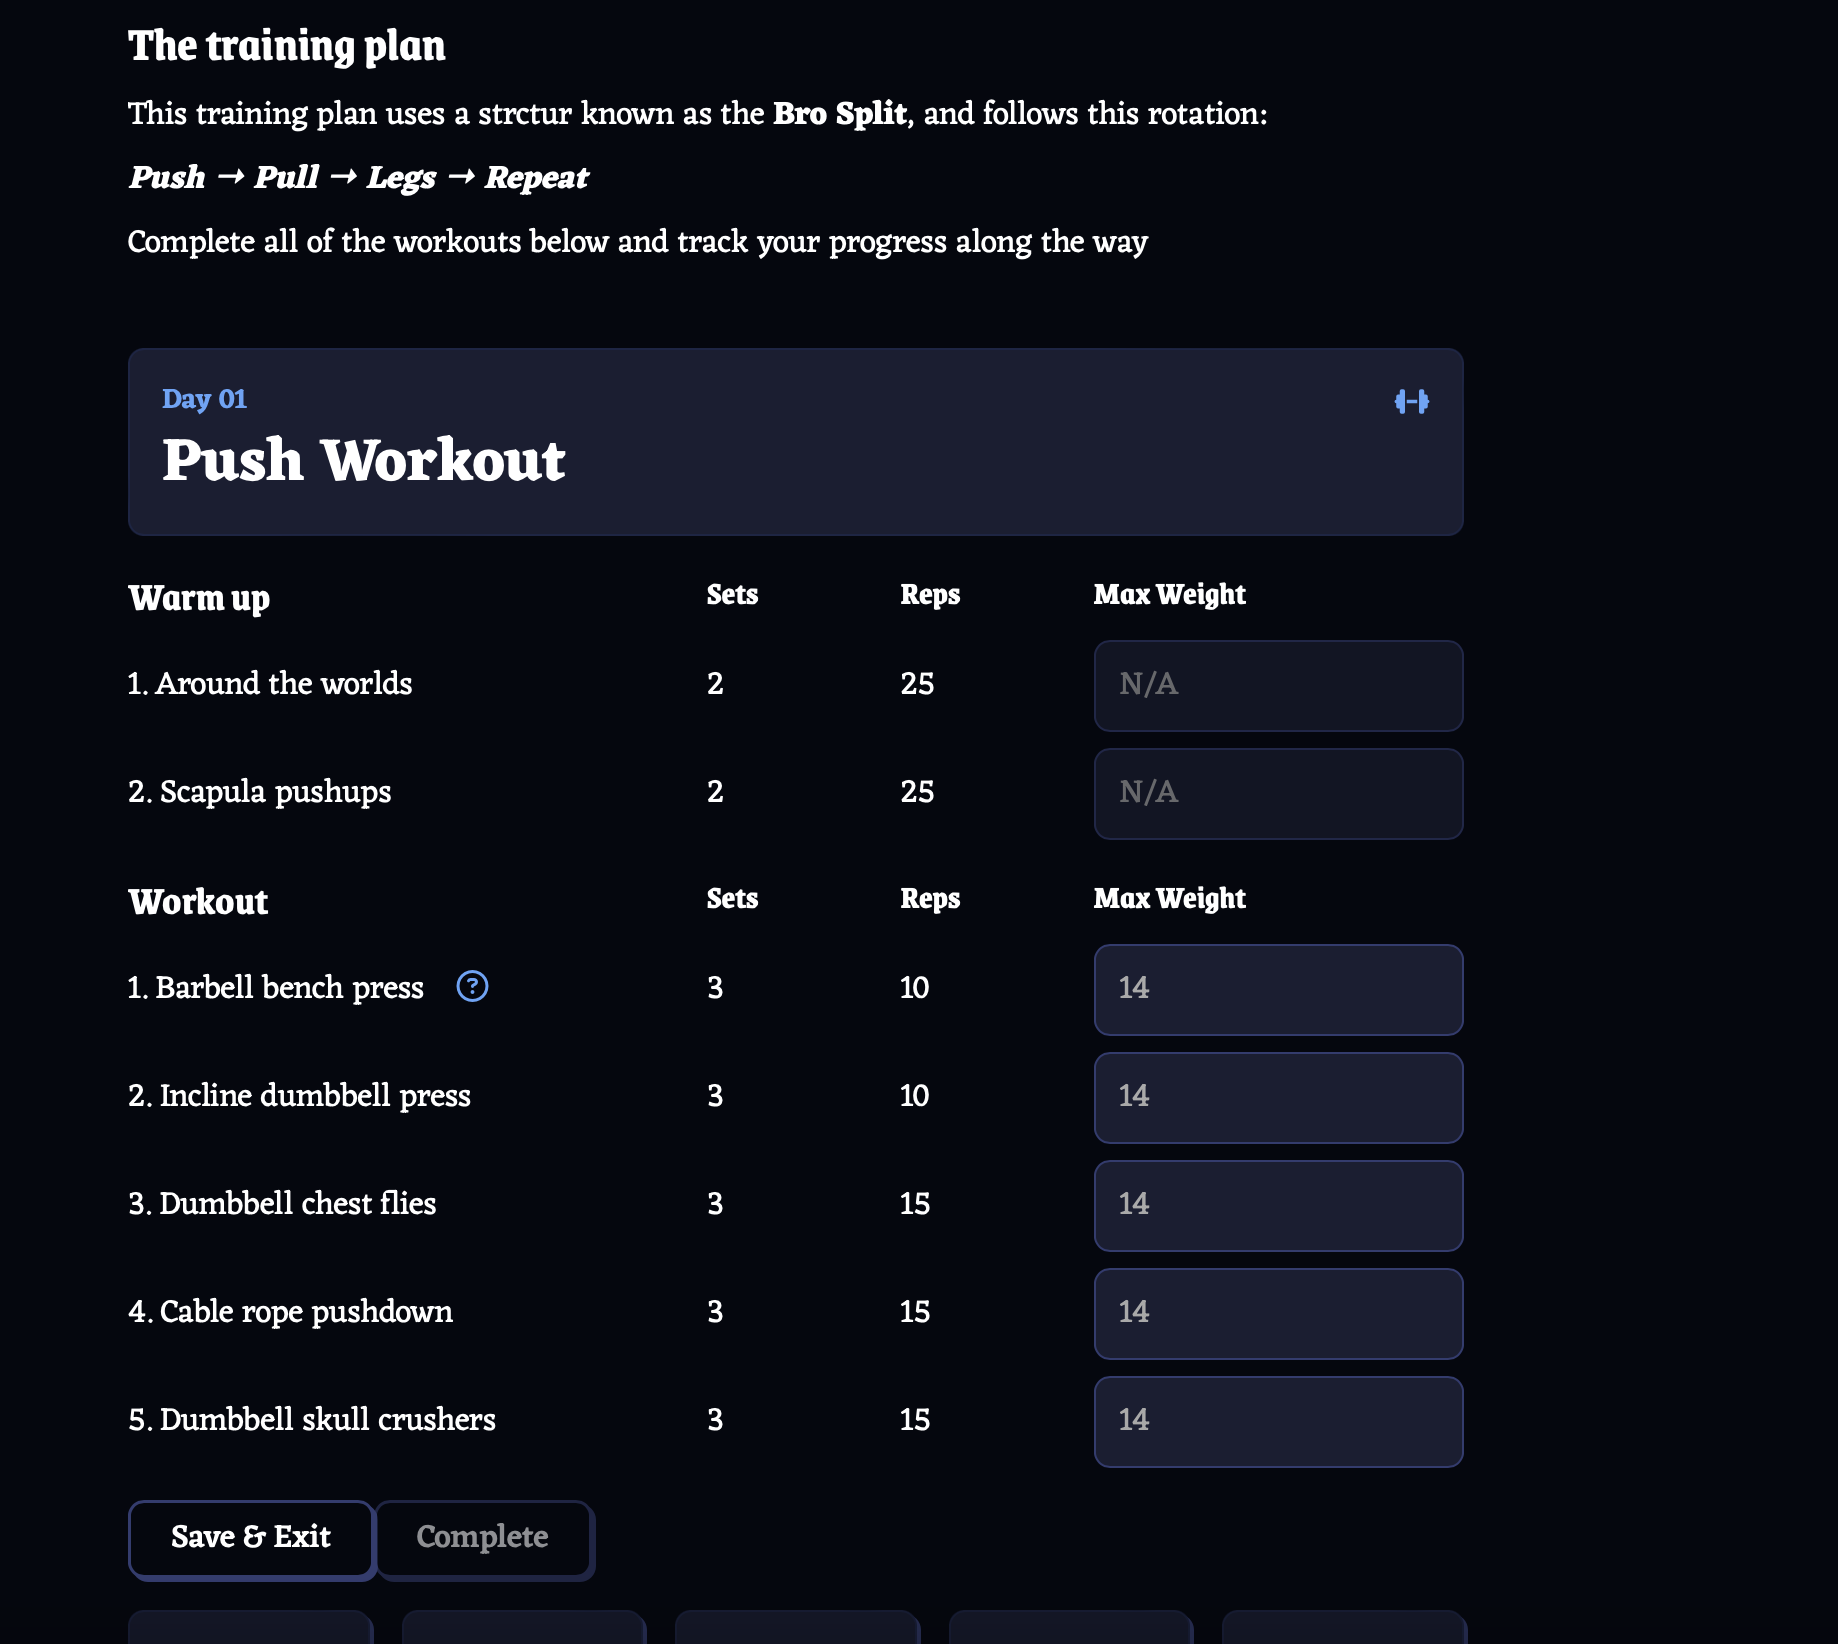 The training plan
This training plan uses a strctur known as the Bro Split, and follows this rotation:
Push → Pull → Legs → Repeat
Complete all of the workouts below and track your progress along the way
Day 01
Push Workout
Warm up Sets Reps Max Weight
1. Around the worlds 2 25 N/A
2. Scapula pushups 2 25 N/A
Workout Sets Reps Max Weight
1. Barbell bench press ? 3 10 14
2. Incline dumbbell press 3 10 14
3. Dumbbell chest flies 3 15 14
4. Cable rope pushdown 3 15 14
5. Dumbbell skull crushers 3 15 14
Save & Exit Complete